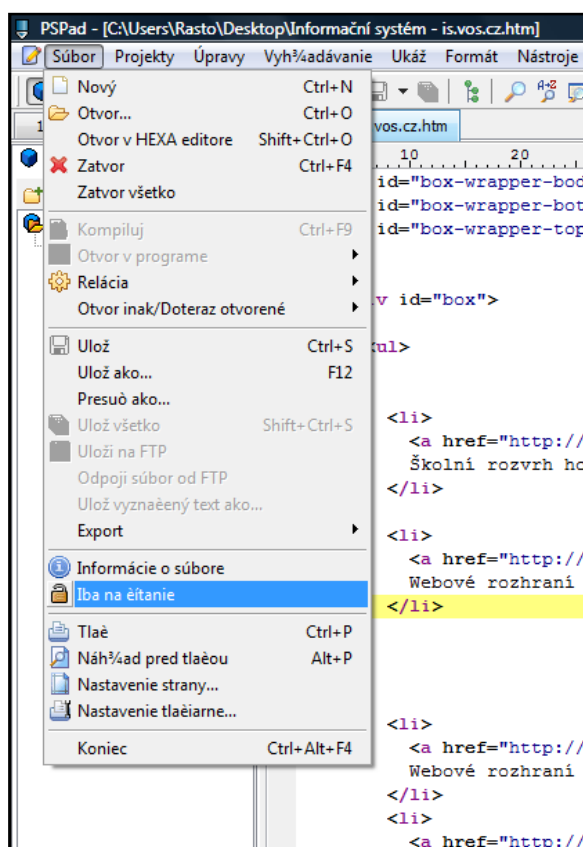 PSPad - [C:\Users\Rasto\Desktop\Informační systém - is.vos.cz.htm]
Súbor Projekty Úpravy Vyh¾adávanie Ukáž Formát Nástroje
Nový Ctrl+N
Otvor... Ctrl+O
Otvor v HEXA editore Shift+Ctrl+O
Zatvor Ctrl+F4
Zatvor všetko
Kompiluj Ctrl+F9
Otvor v programe
Relácia
Otvor inak/Doteraz otvorené
Ulož Ctrl+S
Ulož ako... F12
Presuò ako...
Ulož všetko Shift+Ctrl+S
Uloži na FTP
Odpoji súbor od FTP
Ulož vyznaèený text ako...
Export
Informácie o súbore
Iba na èítanie
Tlaè Ctrl+P
Náh¾ad pred tlaèou Alt+P
Nastavenie strany...
Nastavenie tlaèiarne...
Koniec Ctrl+Alt+F4
1
vos.cz.htm
10 20
id="box-wrapper-bod
id="box-wrapper-bot
id="box-wrapper-top
v id="box">
ul>
<li>
<a href="http://
Školní rozvrh ho
</li>
<li>
<a href="http://
Webové rozhraní
</li>
<li>
<a href="http://
Webové rozhraní
</li>
<li>
<a href="http://